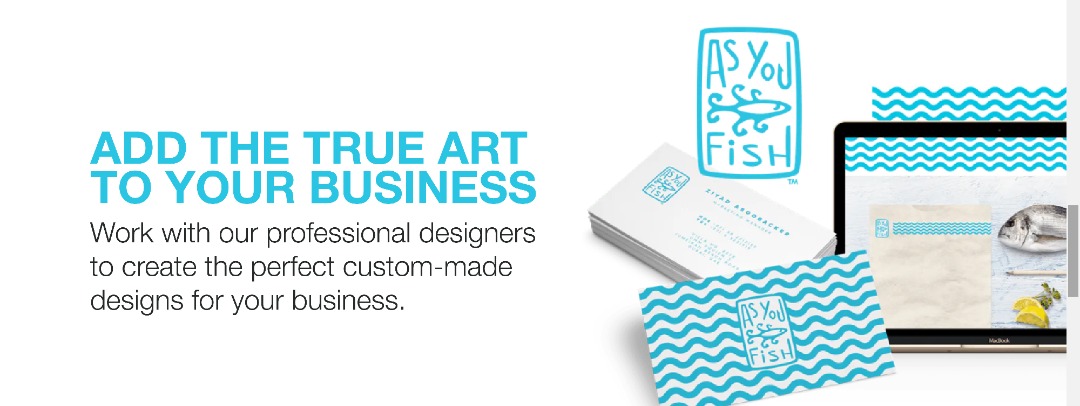 ADD THE TRUE ART
TO YOUR BUSINESS
Work with our professional designers
to create the perfect custom-made
designs for your business.
AS YOU
FiSH
TM
AS YOU
FiSH
AS YOU
FiSH
MacBook